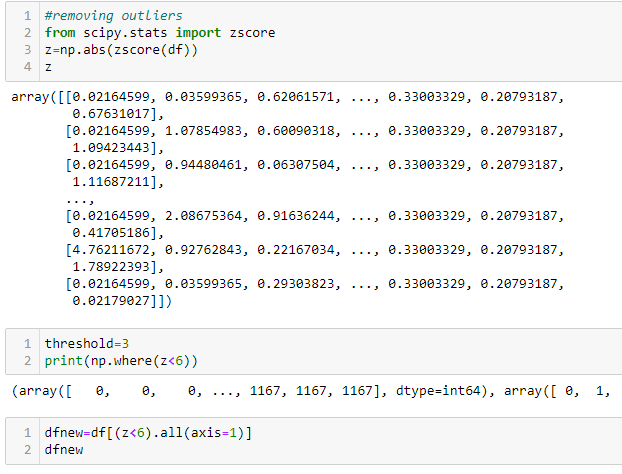 1 #removing outliers
2 from scipy.stats import zscore
3 z=np.abs(zscore(df))
4 z
array([[0.02164599, 0.03599365, 0.62061571, ..., 0.33003329, 0.20793187,
0.67631017],
[0.02164599, 1.07854983, 0.60090318, ..., 0.33003329, 0.20793187,
1.09423443],
[0.02164599, 0.94480461, 0.06307504, ..., 0.33003329, 0.20793187,
1.11687211],
...,
[0.02164599, 2.08675364, 0.91636244, ..., 0.33003329, 0.20793187,
0.41705186],
[4.76211672, 0.92762843, 0.22167034, ..., 0.33003329, 0.20793187,
1.78922393],
[0.02164599, 0.03599365, 0.29303823, ..., 0.33003329, 0.20793187,
0.02179027]])
1 threshold=3
2 print(np.where(z<6))
(array([   0,    0,    0, ..., 1167, 1167, 1167], dtype=int64), array([ 0,  1,
1 dfnew=df[(z<6).all(axis=1)]
2 dfnew